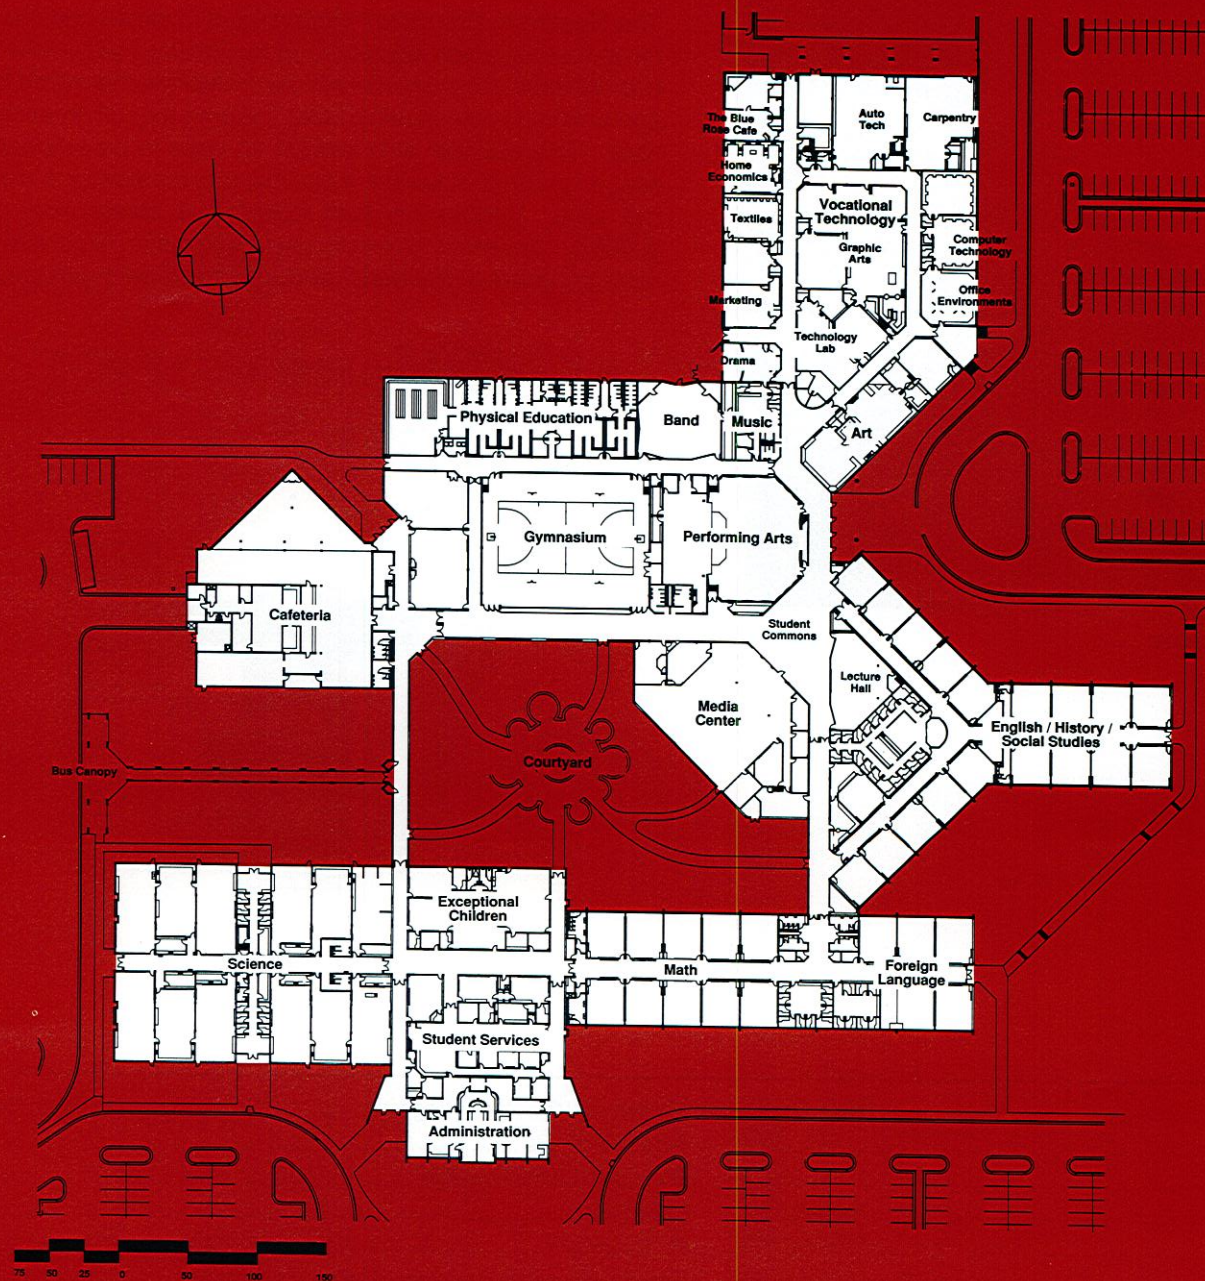 Auto
Tech
Carpentry
The Blue
Rose Cafe
Home
Economics
Textiles
Vocational
Technology
Graphic
Arts
Computer
Technology
Office
Environments
Marketing
Technology
Lab
Drama
Physical Education
Band
Music
Art
Gymnasium
Performing Arts
Cafeteria
Student
Commons
Lecture
Hall
Media
Center
English / History /
Social Studies
Courtyard
Bus Canopy
Exceptional
Children
Science
Math
Foreign
Language
Student Services
Administration
75 50 25 0 50 100 150